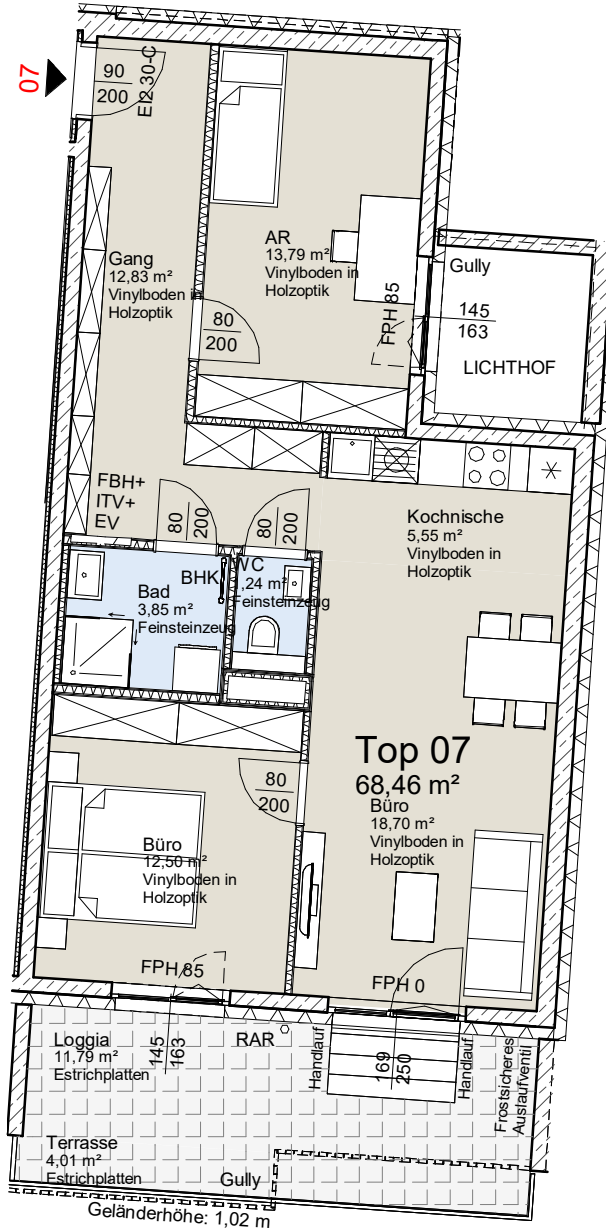 07
90
200
EI2 30-C
Gang
12,83 m²
Vinylboden in
Holzoptik
AR
13,79 m²
Vinylboden in
Holzoptik
80
200
FPH 85
Gully
145
163
LICHTHOF
FBH+
ITV+
EV
80
200
80
200
Kochnische
5,55 m²
Vinylboden in
Holzoptik
Bad
3,85 m²
Feinsteinzeug
BHK
WC
,24 m²
Feinsteinzeug
Top 07
68,46 m²
Büro
18,70 m²
Vinylboden in
Holzoptik
80
200
Büro
12,50 m²
Vinylboden in
Holzoptik
FPH 85
FPH 0
Loggia
11,79 m²
Estrichplatten
145
163
RAR
Handlauf
169
250
Handlauf
Frostsicheres
Auslaufventil
Terrasse
4,01 m²
Estrichplatten
Gully
Geländerhöhe: 1,02 m